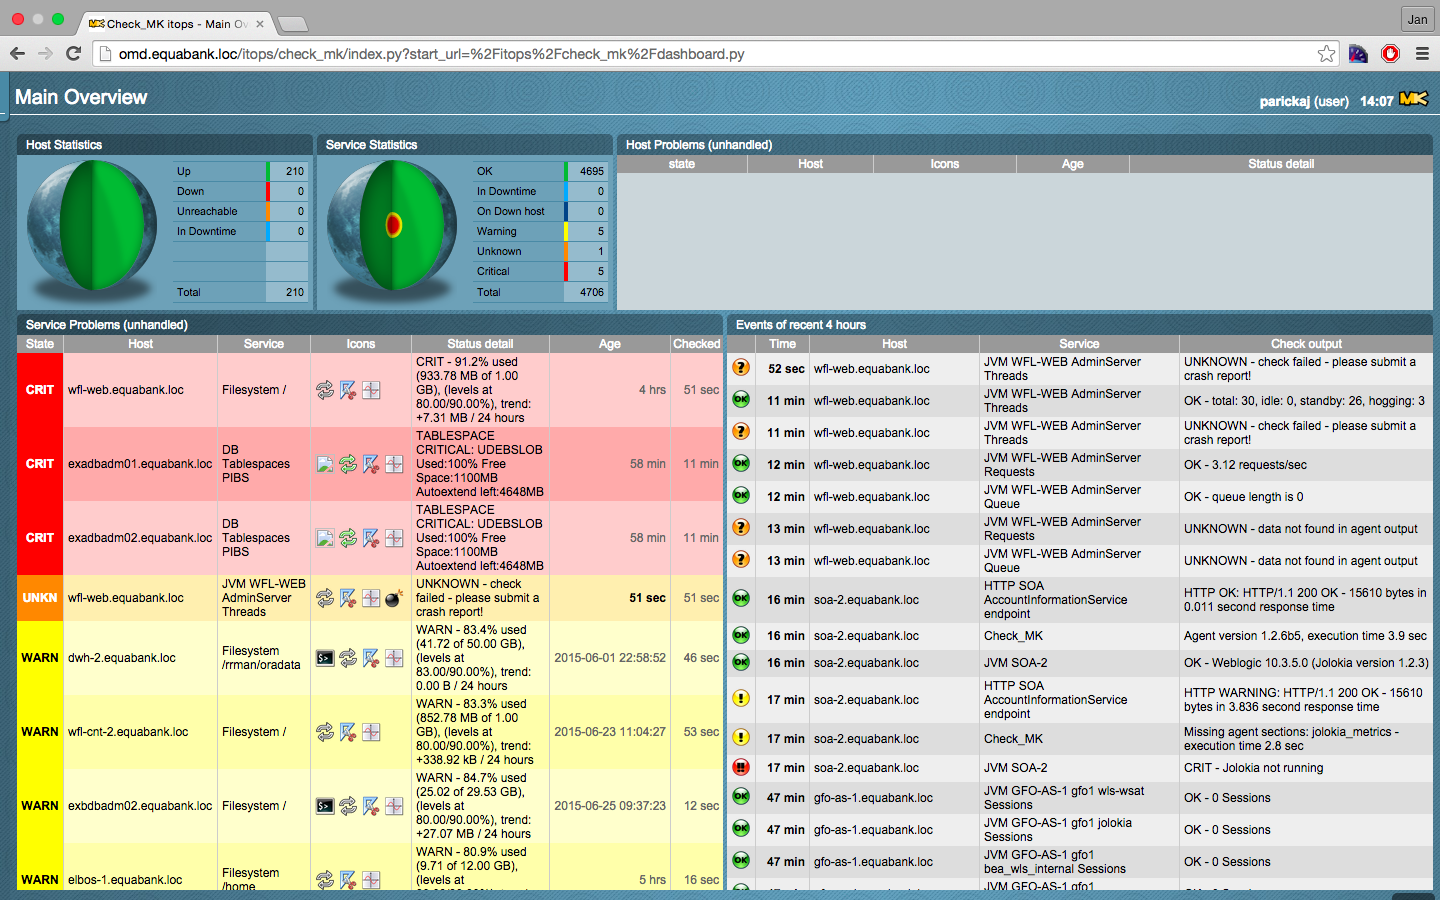 Check_MK itops - Main Ov
Jan
omd.equabank.loc/itops/check_mk/index.py?start_url=%2Fitops%2Fcheck_mk%2Fdashboard.py
Main Overview
parickaj (user) 14:07 MK
Host Statistics
Up 210
Down 0
Unreachable 0
In Downtime 0
Total 210
Service Statistics
OK 4695
In Downtime 0
On Down host 0
Warning 5
Unknown 1
Critical 5
Total 4706
Host Problems (unhandled)
state Host Icons Age Status detail
Service Problems (unhandled)
State Host Service Icons Status detail Age Checked
CRIT wfl-web.equabank.loc Filesystem / CRIT - 91.2% used
(933.78 MB of 1.00
GB), (levels at
80.00/90.00%), trend:
+7.31 MB / 24 hours
4 hrs 51 sec
CRIT exadbadm01.equabank.loc DB
Tablespaces
PIBS
TABLESPACE
CRITICAL: UDEBSLOB
Used:100% Free
Space:1100MB
Autoextend left:4648MB
58 min 11 min
CRIT exadbadm02.equabank.loc DB
Tablespaces
PIBS
TABLESPACE
CRITICAL: UDEBSLOB
Used:100% Free
Space:1100MB
Autoextend left:4648MB
58 min 11 min
UNKN wfl-web.equabank.loc JVM WFL-WEB
AdminServer
Threads
UNKNOWN - check
failed - please submit a
crash report!
51 sec 51 sec
WARN dwh-2.equabank.loc Filesystem
/rrman/oradata
WARN - 83.4% used
(41.72 of 50.00 GB),
(levels at
83.00/90.00%), trend:
0.00 B / 24 hours
2015-06-01 22:58:52 46 sec
WARN wfl-cnt-2.equabank.loc Filesystem /
WARN - 83.3% used
(852.78 MB of 1.00
GB), (levels at
80.00/90.00%), trend:
+338.92 kB / 24 hours
2015-06-23 11:04:27 53 sec
WARN exbdbadm02.equabank.loc Filesystem /
WARN - 84.7% used
(25.02 of 29.53 GB),
(levels at
80.00/90.00%), trend:
+27.07 MB / 24 hours
2015-06-25 09:37:23 12 sec
WARN elbos-1.equabank.loc Filesystem
/home
WARN - 80.9% used
(9.71 of 12.00 GB),
(levels at
5 hrs 16 sec
Events of recent 4 hours
Time Host Service Check output
52 sec wfl-web.equabank.loc JVM WFL-WEB AdminServer
Threads
UNKNOWN - check failed - please submit a
crash report!
OK 11 min wfl-web.equabank.loc JVM WFL-WEB AdminServer
Threads
OK - total: 30, idle: 0, standby: 26, hogging: 3
11 min wfl-web.equabank.loc JVM WFL-WEB AdminServer
Threads
UNKNOWN - check failed - please submit a
crash report!
OK 12 min wfl-web.equabank.loc JVM WFL-WEB AdminServer
Requests
OK - 3.12 requests/sec
OK 12 min wfl-web.equabank.loc JVM WFL-WEB AdminServer
Queue
OK - queue length is 0
13 min wfl-web.equabank.loc JVM WFL-WEB AdminServer
Requests
UNKNOWN - data not found in agent output
13 min wfl-web.equabank.loc JVM WFL-WEB AdminServer
Queue
UNKNOWN - data not found in agent output
OK 16 min soa-2.equabank.loc HTTP SOA
AccountInformationService
endpoint
HTTP OK: HTTP/1.1 200 OK - 15610 bytes in
0.011 second response time
OK 16 min soa-2.equabank.loc Check_MK Agent version 1.2.6b5, execution time 3.9 sec
OK 16 min soa-2.equabank.loc JVM SOA-2 OK - Weblogic 10.3.5.0 (Jolokia version 1.2.3)
17 min soa-2.equabank.loc HTTP SOA
AccountInformationService
endpoint
HTTP WARNING: HTTP/1.1 200 OK - 15610
bytes in 3.836 second response time
17 min soa-2.equabank.loc Check_MK Missing agent sections: jolokia_metrics -
execution time 2.8 sec
17 min soa-2.equabank.loc JVM SOA-2 CRIT - Jolokia not running
OK 47 min gfo-as-1.equabank.loc JVM GFO-AS-1 gfo1 wls-wsat
Sessions
OK - 0 Sessions
OK 47 min gfo-as-1.equabank.loc JVM GFO-AS-1 gfo1 jolokia
Sessions
OK - 0 Sessions
OK 47 min gfo-as-1.equabank.loc JVM GFO-AS-1 gfo1
bea_wls_internal Sessions
OK - 0 Sessions
JVM GFO-AS-1 gfo1